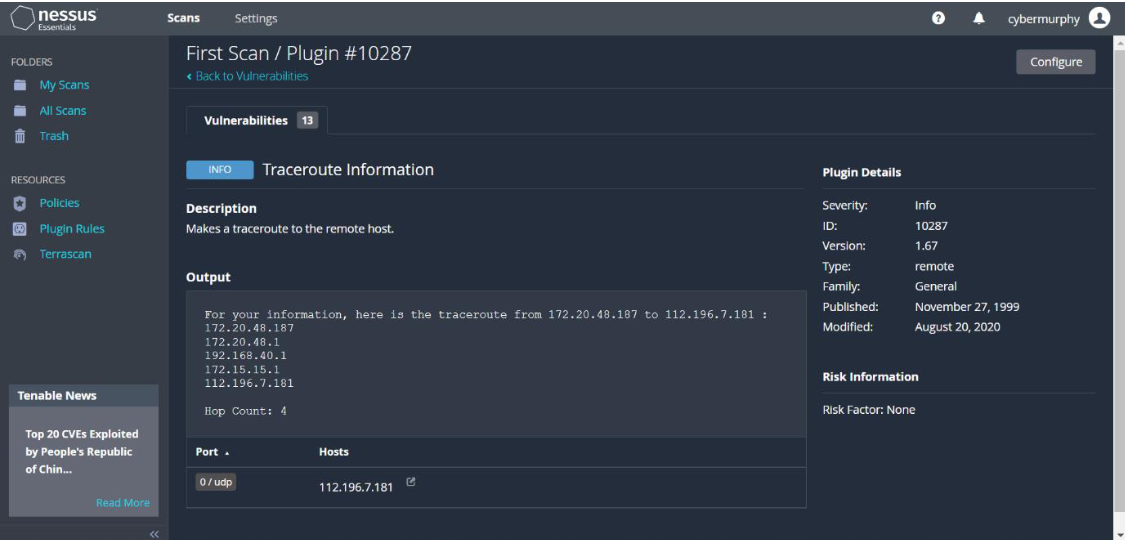 nessus
Essentials
Scans
Settings
?
cybermurphy
FOLDERS
My Scans
All Scans
Trash
RESOURCES
Policies
Plugin Rules
Terrascan
Tenable News
Top 20 CVEs Exploited
by People's Republic
of Chin...
Read More
First Scan / Plugin #10287
Back to Vulnerabilities
Configure
Vulnerabilities 13
INFO Traceroute Information
Description
Makes a traceroute to the remote host.
Output
For your information, here is the traceroute from 172.20.48.187 to 112.196.7.181 :
172.20.48.187
172.20.48.1
192.168.40.1
172.15.15.1
112.196.7.181
Hop Count: 4
Port Hosts
0 / udp 112.196.7.181
Plugin Details
Severity: Info
ID: 10287
Version: 1.67
Type: remote
Family: General
Published: November 27, 1999
Modified: August 20, 2020
Risk Information
Risk Factor: None